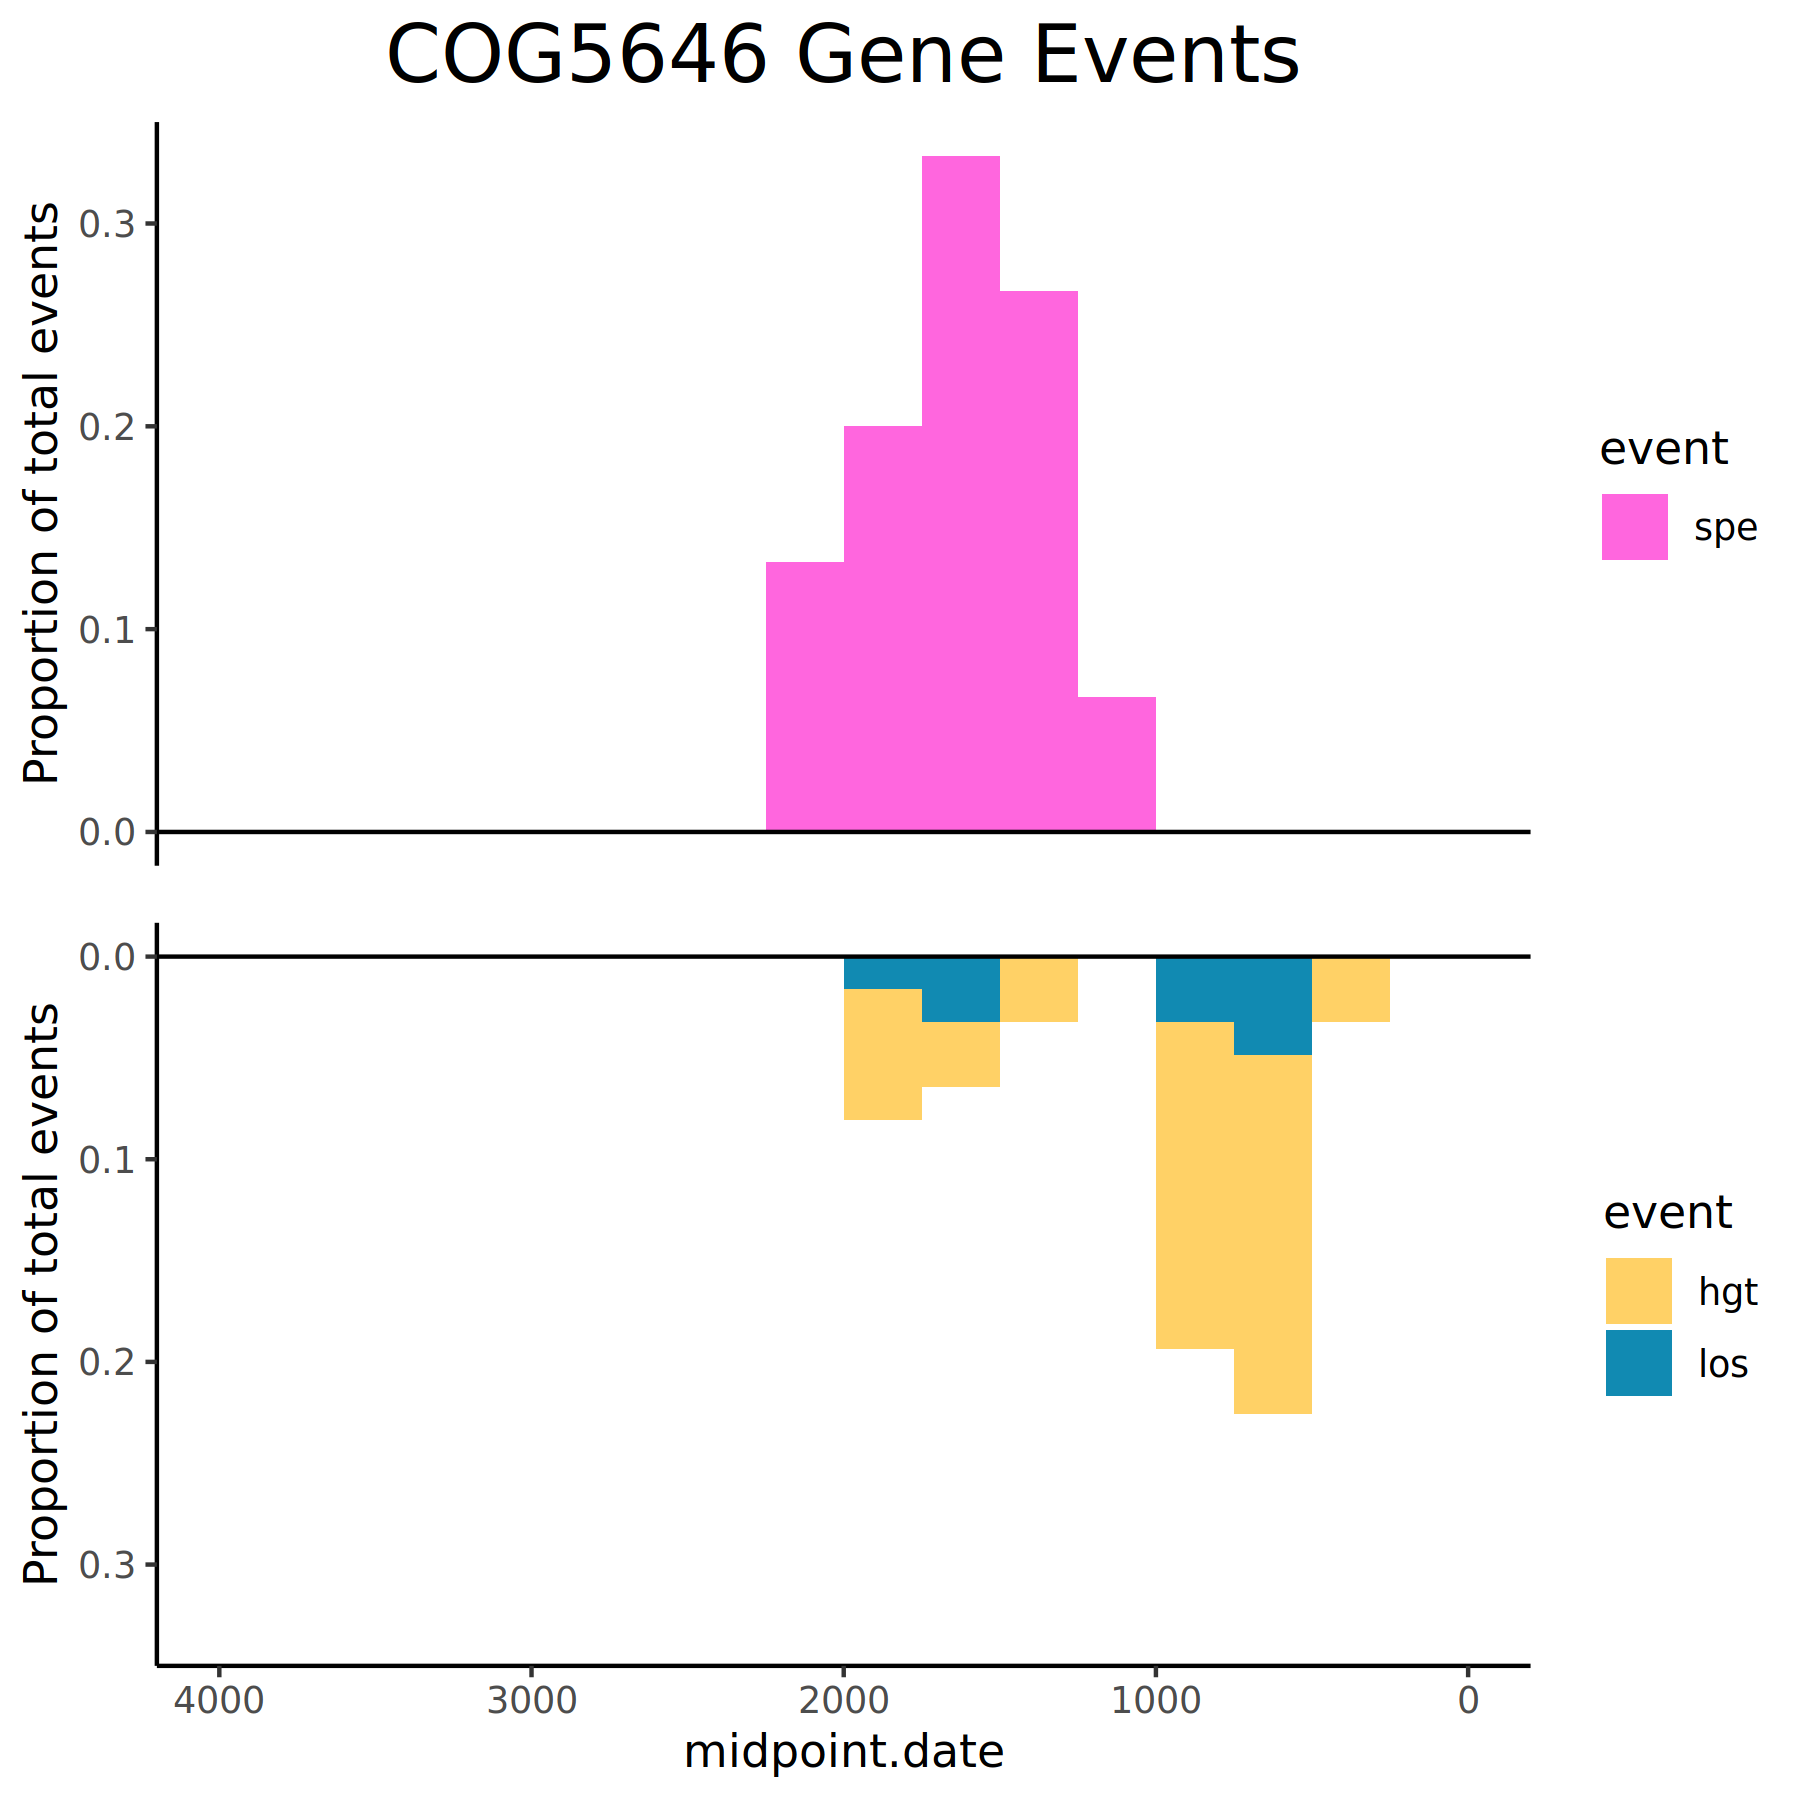 COG5646 Gene Events
Proportion of total events
0.3
0.2
0.1
0.0
event
spe
Proportion of total events
0.0
0.1
0.2
0.3
event
hgt
los
4000 3000 2000 1000 0
midpoint.date